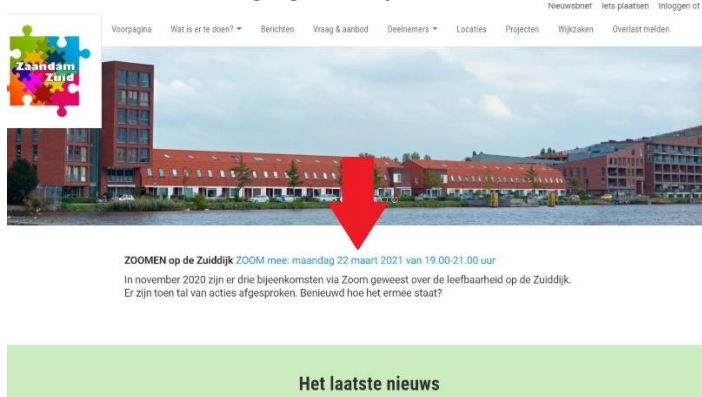 Nieuwsbrief Iets plaatsen Inloggen of
Voorpagina Wat is er te doen? Berichten Vraag & aanbod Deelnemers Locaties Projecten Wijkzaken Overlast melden
Zaandam
Zuid
ZOOMEN op de Zuiddijk ZOOM mee: maandag 22 maart 2021 van 19.00-21.00 uur
In november 2020 zijn er drie bijeenkomsten via Zoom geweest over de leefbaarheid op de Zuiddijk.
Er zijn toen tal van acties afgesproken. Benieuwd hoe het ermee staat?
Het laatste nieuws